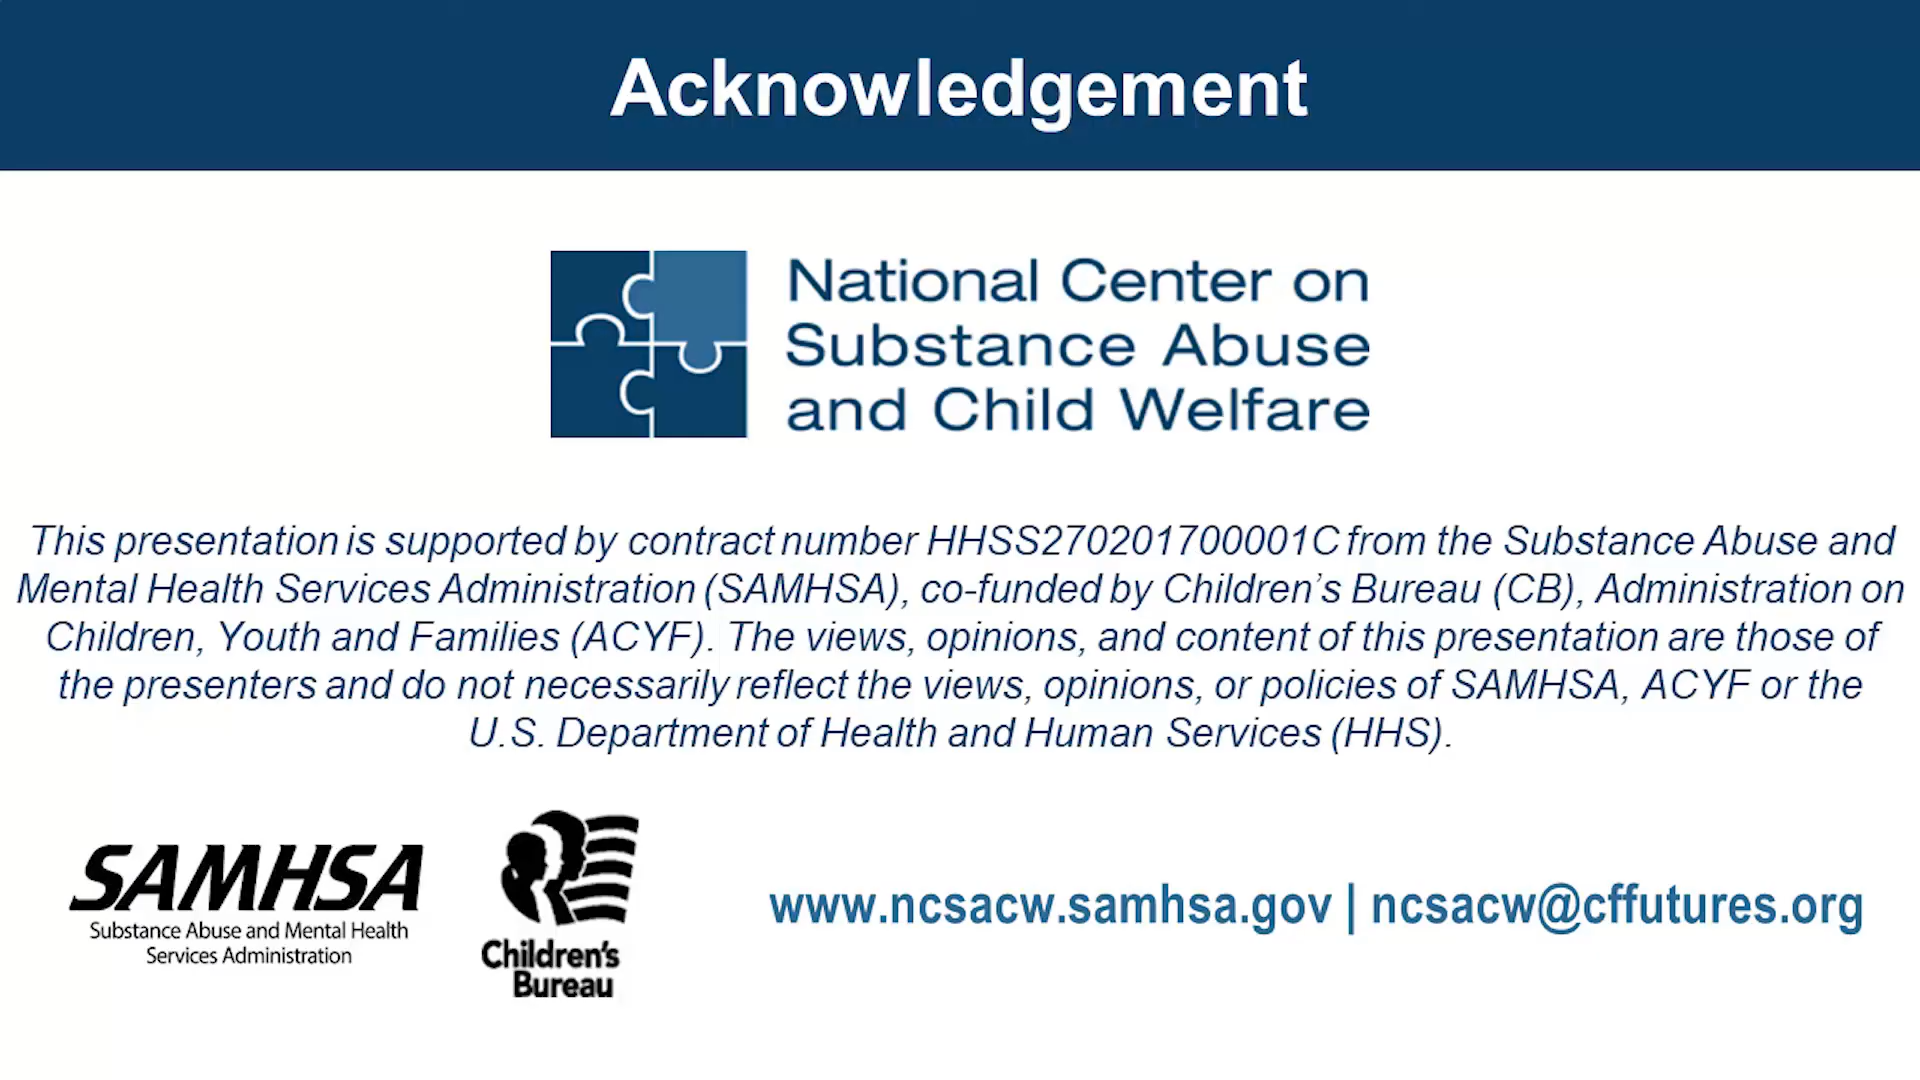 Acknowledgement
National Center on
Substance Abuse
and Child Welfare
This presentation is supported by contract number HHSS270201700001C from the Substance Abuse and
Mental Health Services Administration (SAMHSA), co-funded by Children’s Bureau (CB), Administration on
Children, Youth and Families (ACYF). The views, opinions, and content of this presentation are those of
the presenters and do not necessarily reflect the views, opinions, or policies of SAMHSA, ACYF or the
U.S. Department of Health and Human Services (HHS).
SAMHSA
Substance Abuse and Mental Health
Services Administration
Children’s
Bureau
www.ncsacw.samhsa.gov | ncsacw@cffutures.org